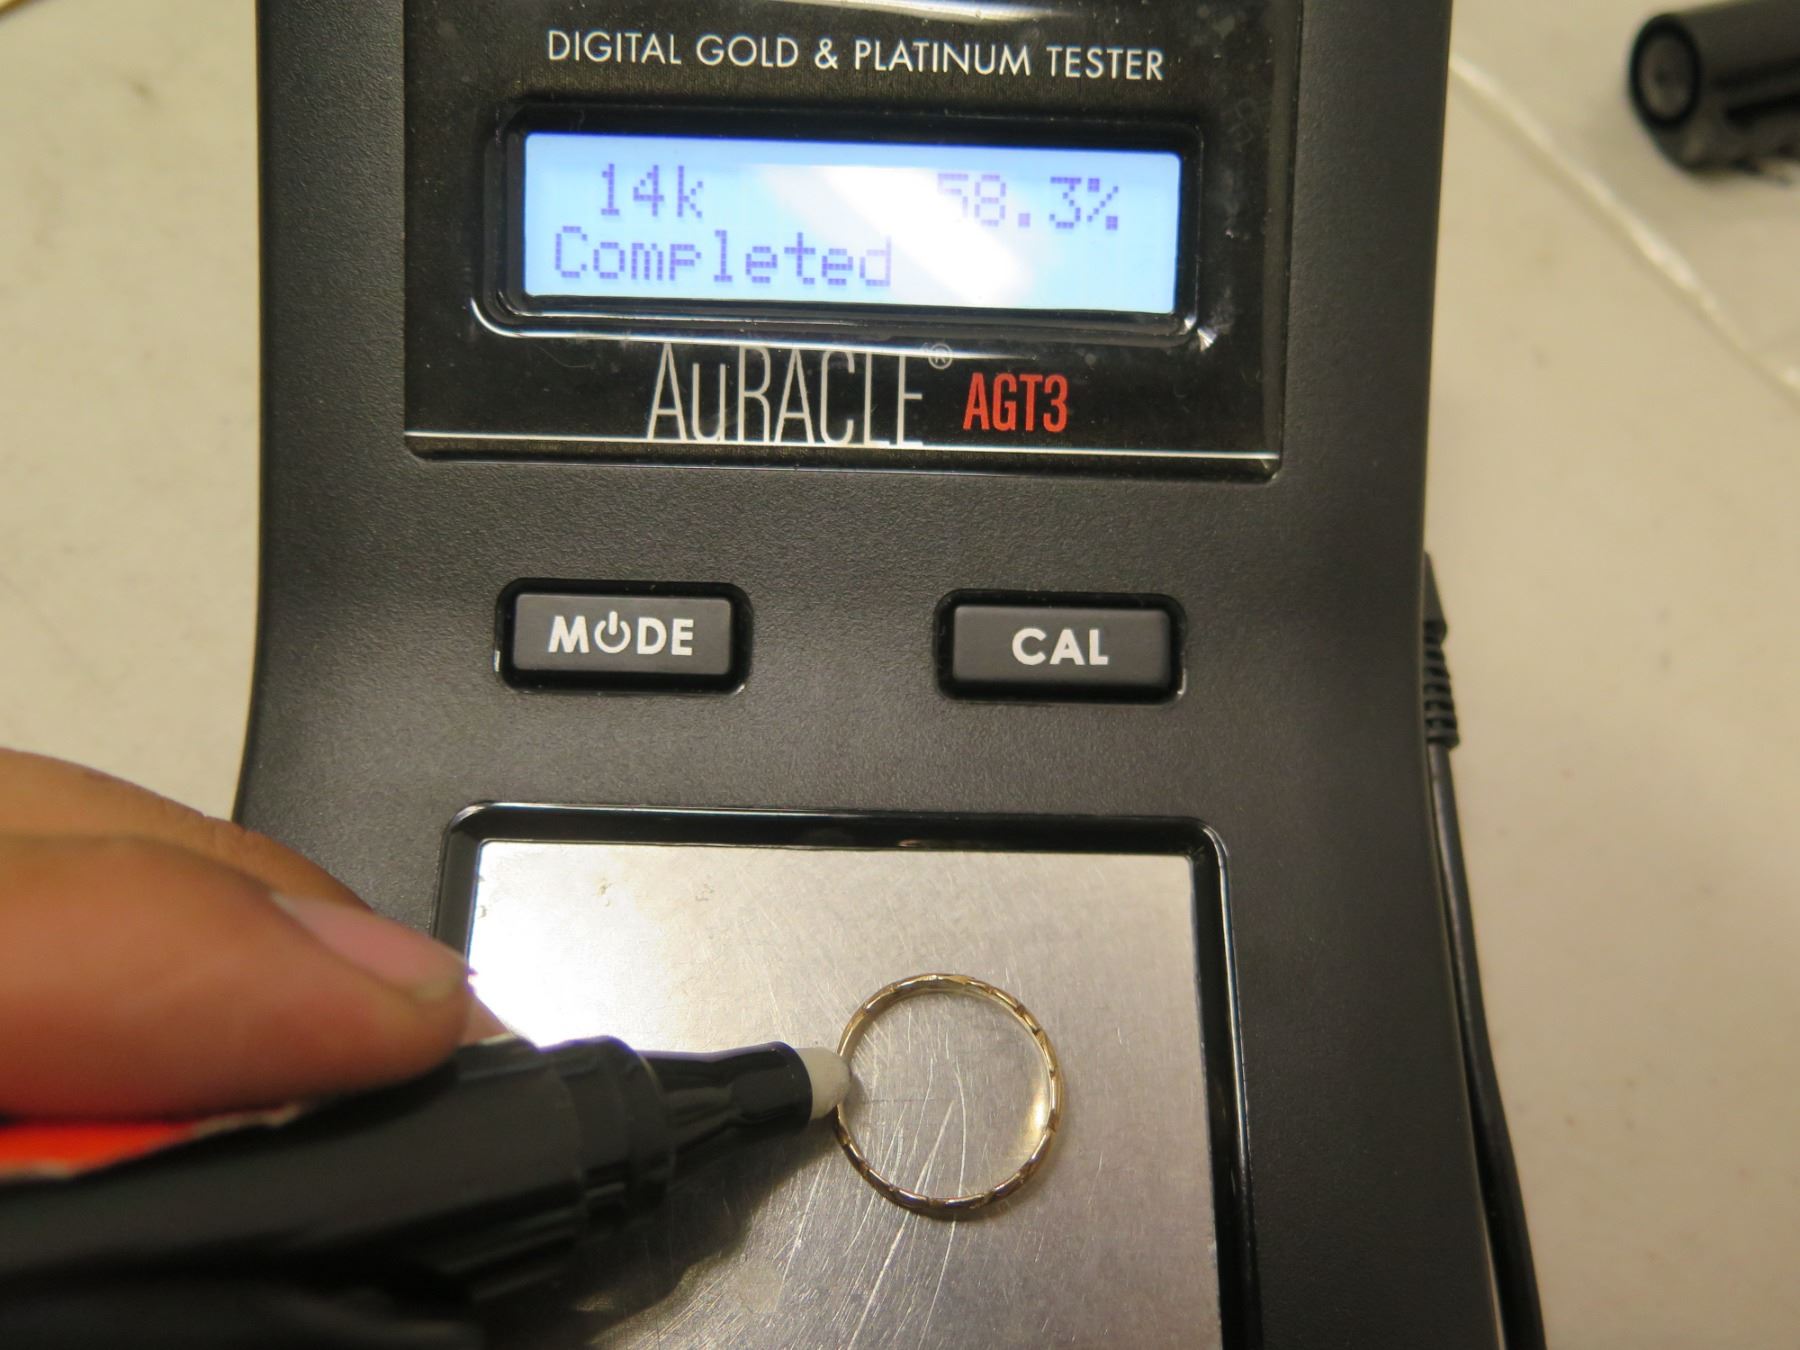 DIGITAL GOLD & PLATINUM TESTER
14k 58.3%
Completed
AuRACLE® AGT3
MODE
CAL